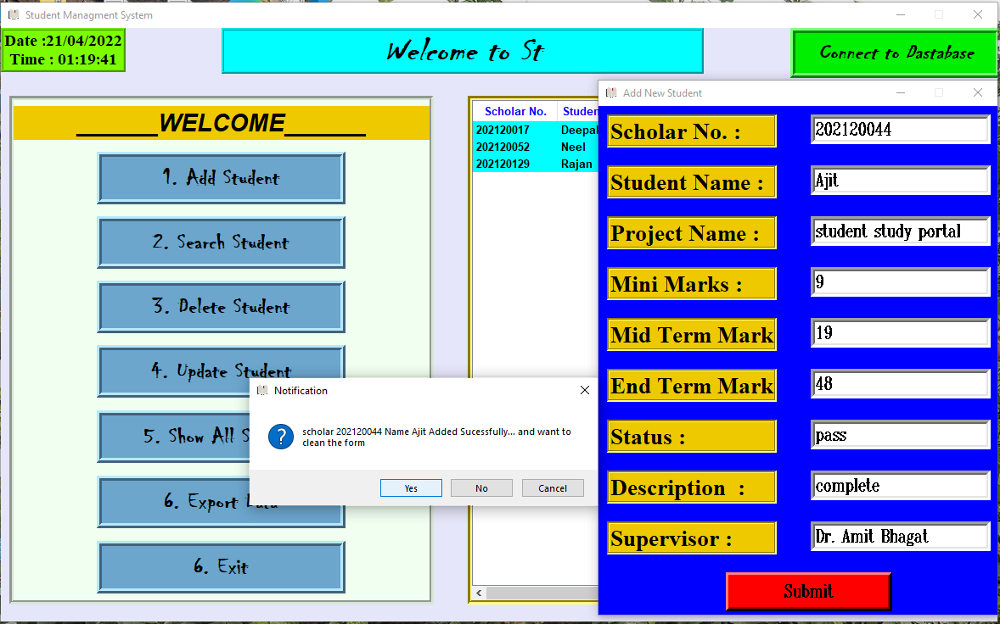 Student Managment System
Date :21/04/2022
Time : 01:19:41
Welcome to St
Connect to Dastabase
______WELCOME______
1. Add Student
2. Search Student
3. Delete Student
4. Update Student
5. Show All S
6. Export Data
6. Exit
Scholar No. Studen
202120017 Deepal
202120052 Neel
202120129 Rajan
Notification
scholar 202120044 Name Ajit Added Sucessfully... and want to
clean the form
Yes No Cancel
Add New Student
Scholar No. : 202120044
Student Name : Ajit
Project Name : student study portal
Mini Marks : 9
Mid Term Mark 19
End Term Mark 48
Status : pass
Description : complete
Supervisor : Dr. Amit Bhagat
Submit